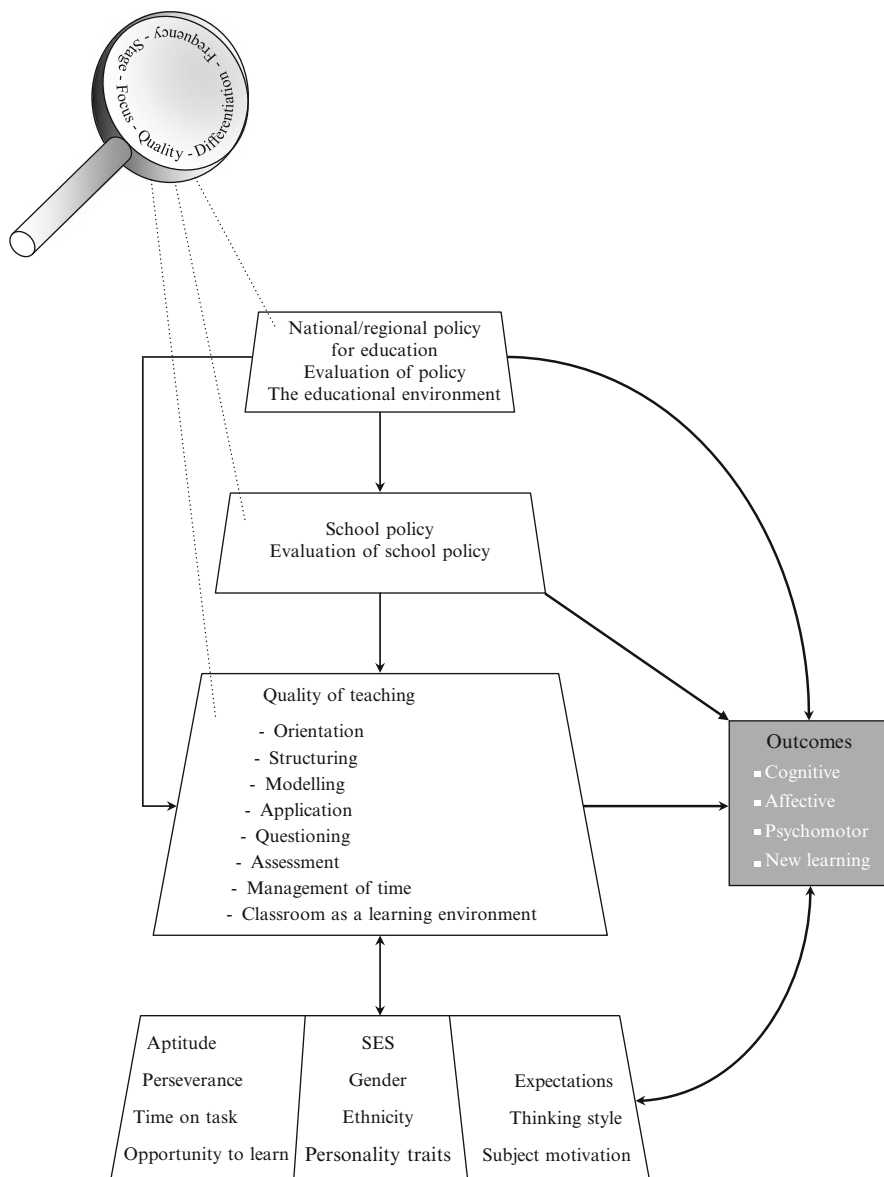 Focus - Quality - Differentiation - Frequency - Stage -
National/regional policy
for education
Evaluation of policy
The educational environment
School policy
Evaluation of school policy
Quality of teaching
- Orientation
- Structuring
- Modelling
- Application
- Questioning
- Assessment
- Management of time
- Classroom as a learning environment
Outcomes
▪ Cognitive
▪ Affective
▪ Psychomotor
▪ New learning
Aptitude
Perseverance
Time on task
Opportunity to learn
SES
Gender
Ethnicity
Personality traits
Expectations
Thinking style
Subject motivation